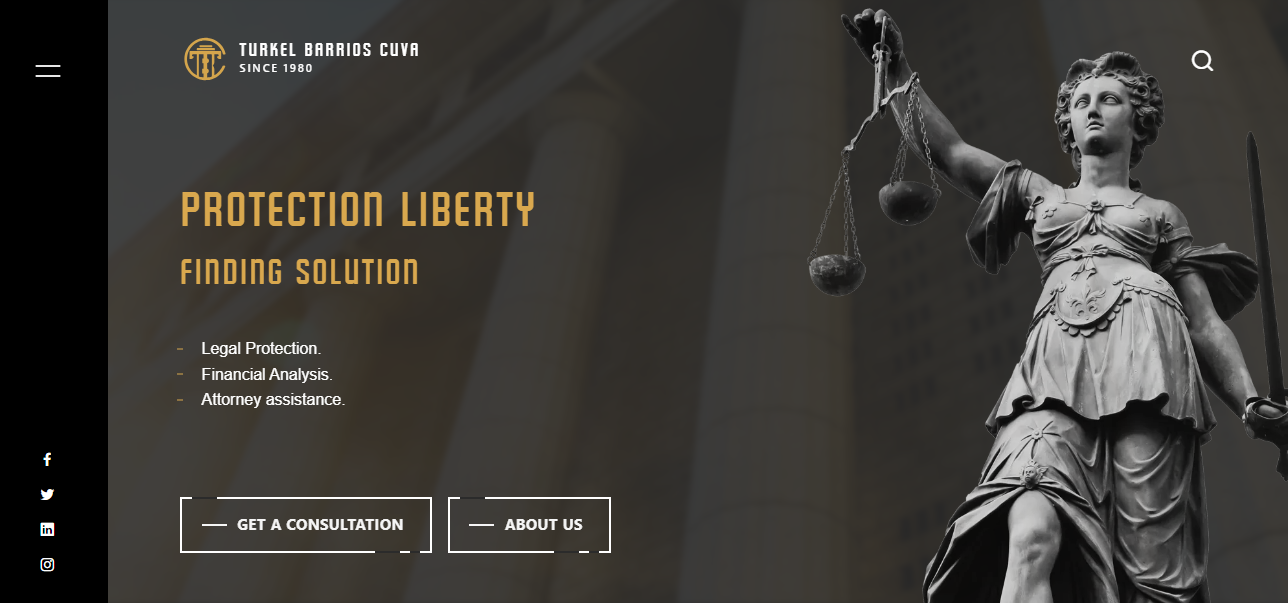 TURKEL BARRIOS CUVA
SINCE 1980
PROTECTION LIBERTY
FINDING SOLUTION
- Legal Protection.
- Financial Analysis.
- Attorney assistance.
GET A CONSULTATION
ABOUT US